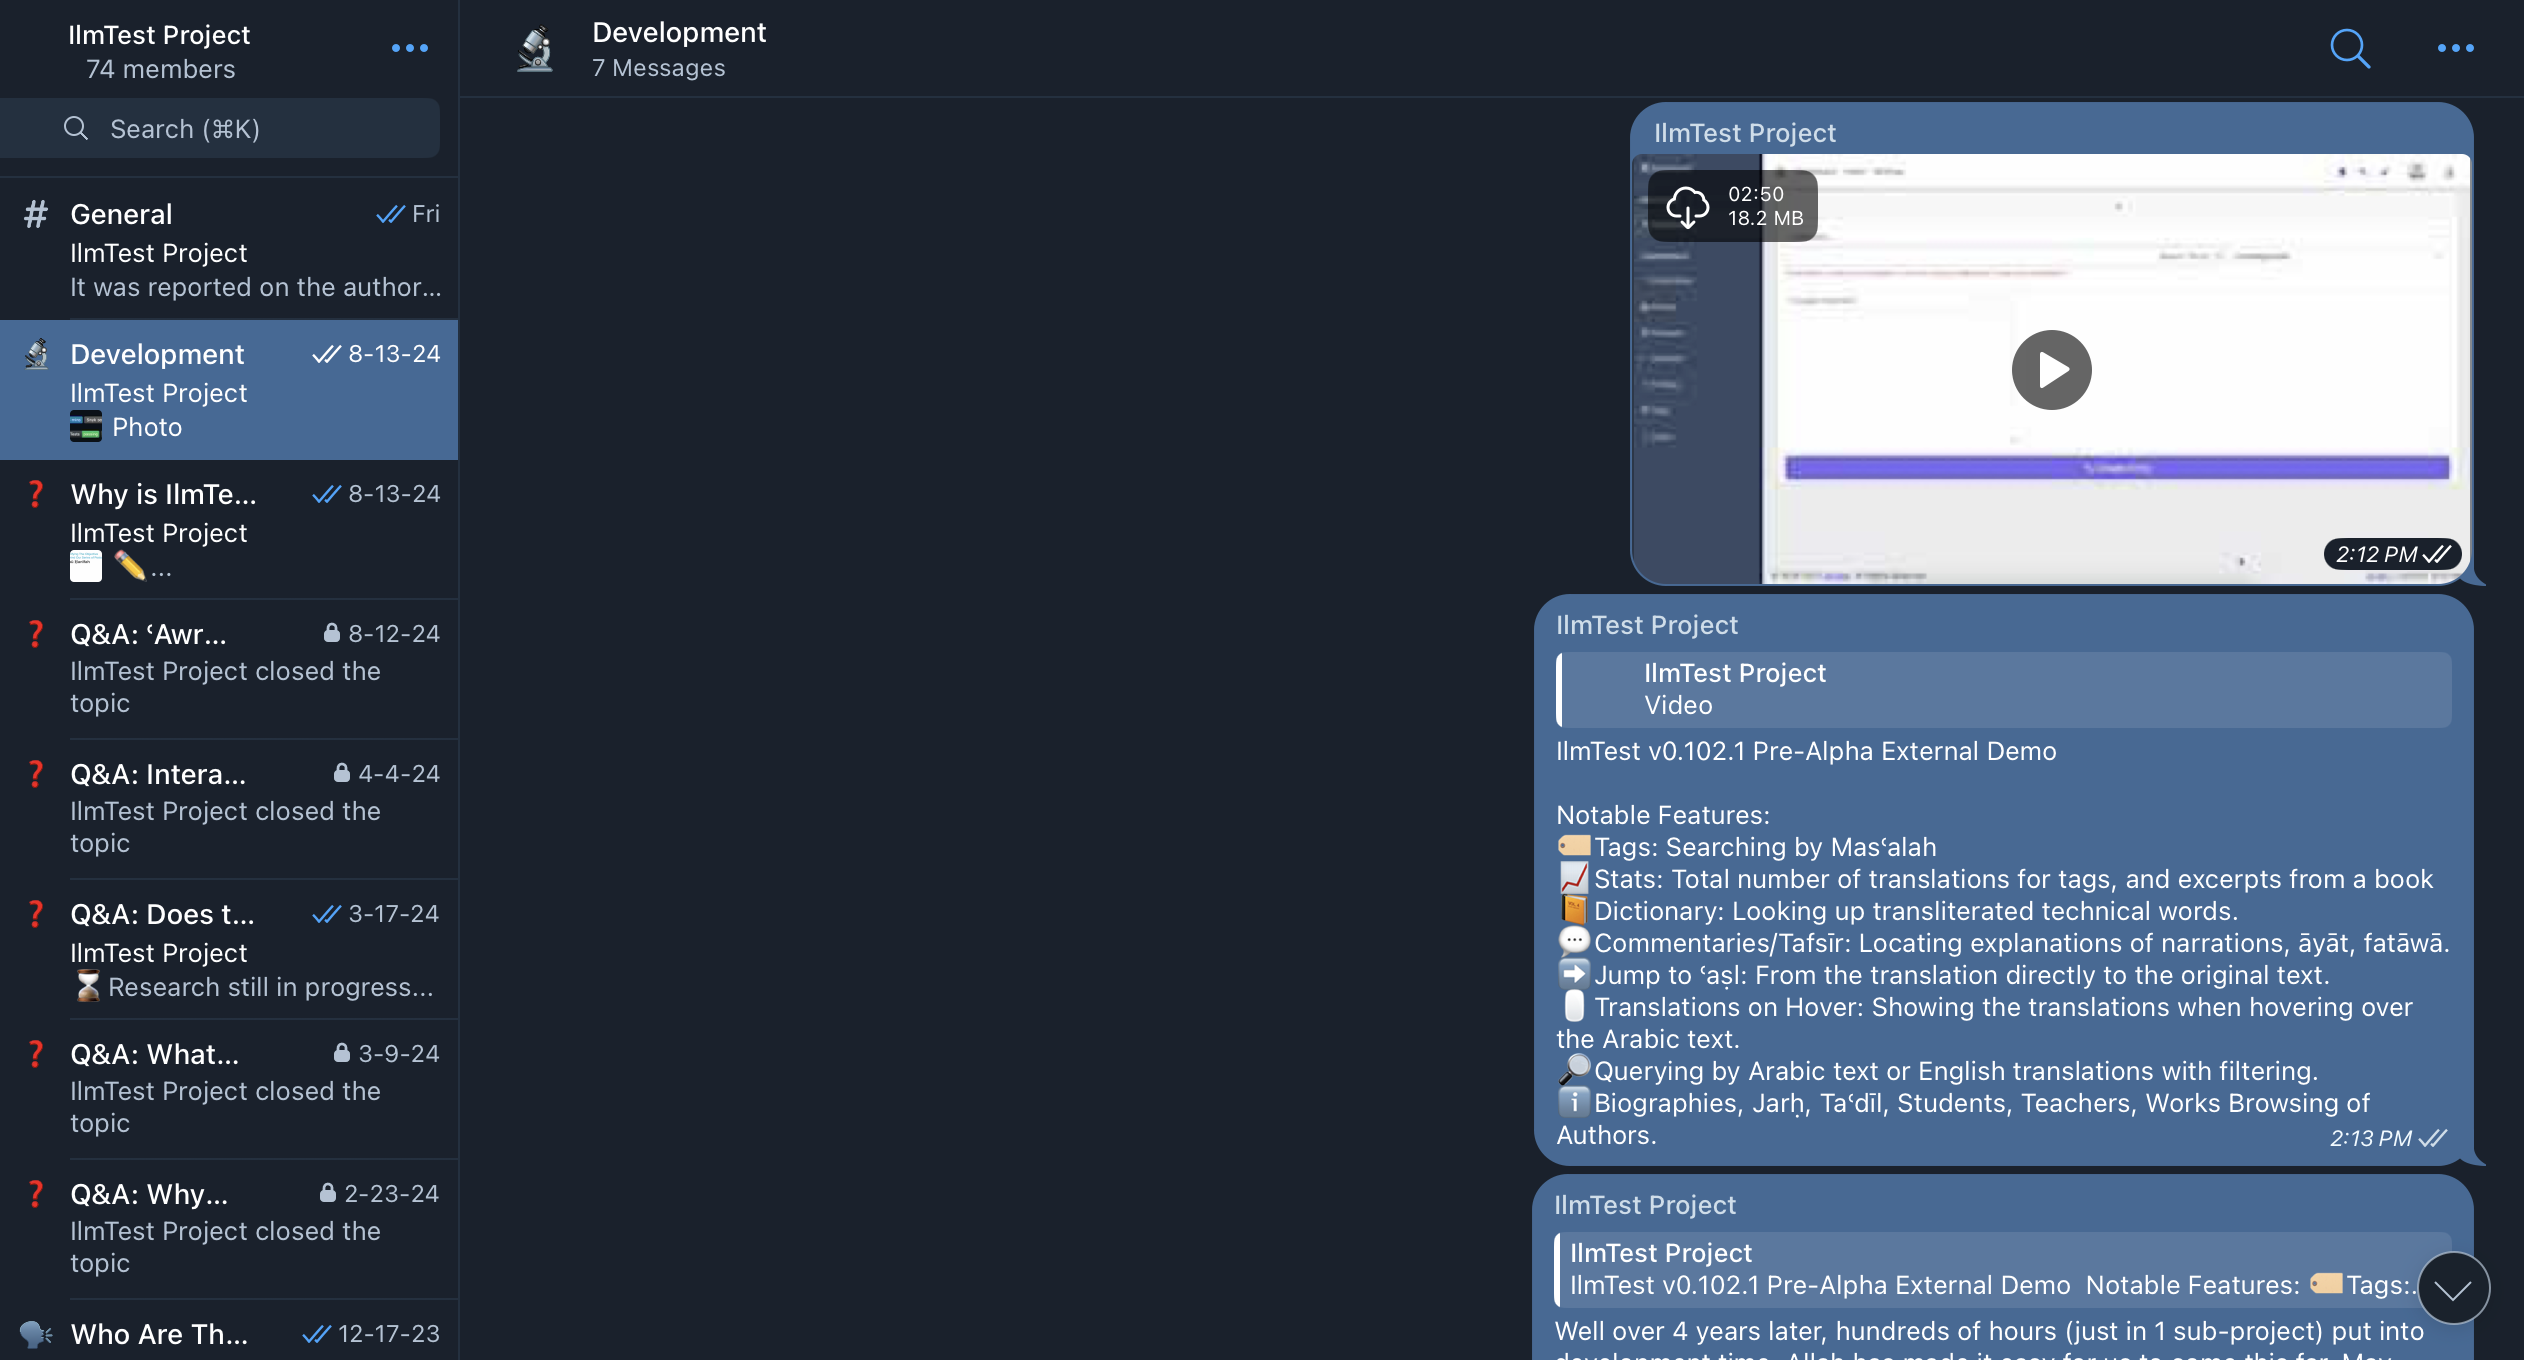 IlmTest Project
74 members
Search (⌘K)
General
Fri
IlmTest Project
It was reported on the author...
Development
8-13-24
IlmTest Project
Photo
Why is IlmTe...
8-13-24
IlmTest Project
✏️...
Q&A: ʿAwr...
8-12-24
IlmTest Project closed the
topic
Q&A: Intera...
4-4-24
IlmTest Project closed the
topic
Q&A: Does t...
3-17-24
IlmTest Project
⏳Research still in progress...
Q&A: What...
3-9-24
IlmTest Project closed the
topic
Q&A: Why...
2-23-24
IlmTest Project closed the
topic
Who Are Th...
12-17-23
Development
7 Messages
IlmTest Project
02:50
18.2 MB
2:12 PM
IlmTest Project
IlmTest Project
Video
IlmTest v0.102.1 Pre-Alpha External Demo
Notable Features:
🏷️Tags: Searching by Masʿalah
📈Stats: Total number of translations for tags, and excerpts from a book
📔Dictionary: Looking up transliterated technical words.
💬Commentaries/Tafsīr: Locating explanations of narrations, āyāt, fatāwā.
➡️Jump to ʿaṣl: From the translation directly to the original text.
🖱️Translations on Hover: Showing the translations when hovering over
the Arabic text.
🔎Querying by Arabic text or English translations with filtering.
ℹ️Biographies, Jarḥ, Taʿdīl, Students, Teachers, Works Browsing of
Authors.
2:13 PM
IlmTest Project
IlmTest Project
IlmTest v0.102.1 Pre-Alpha External Demo Notable Features: 🏷️Tags:..
Well over 4 years later, hundreds of hours (just in 1 sub-project) put into